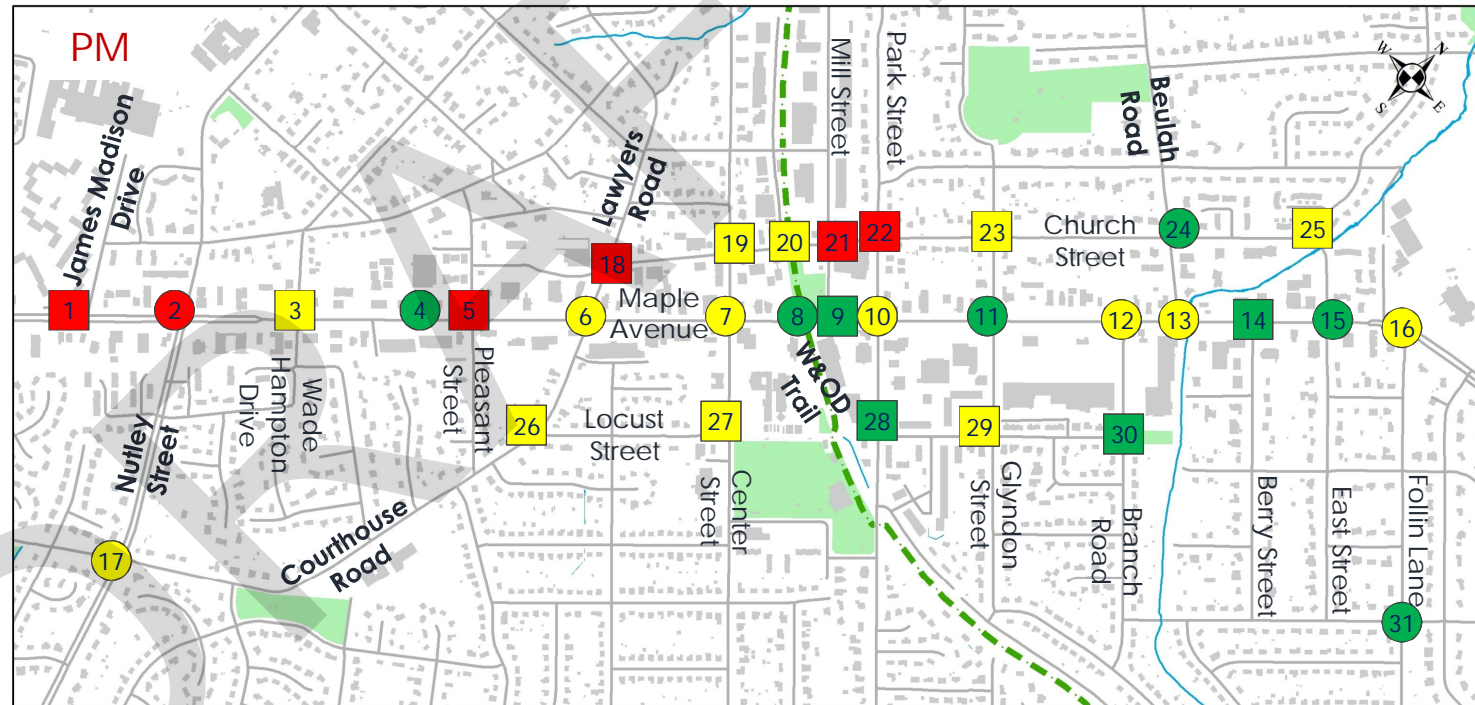 PM
James Madison
Drive
Lawyers
Road
Mill Street
Park Street
Beulah
Road
N
W
E
S
Church
Street
Maple
Avenue
W&OD
Trail
Nutley
Street
Wade
Hampton
Drive
Pleasant
Street
Locust
Street
Courthouse
Road
Center
Street
Glyndon
Street
Branch
Road
Berry Street
East Street
Follin Lane
1
2
3
4
5
6
7
8
9
10
11
12
13
14
15
16
17
18
19
20
21
22
23
24
25
26
27
28
29
30
31